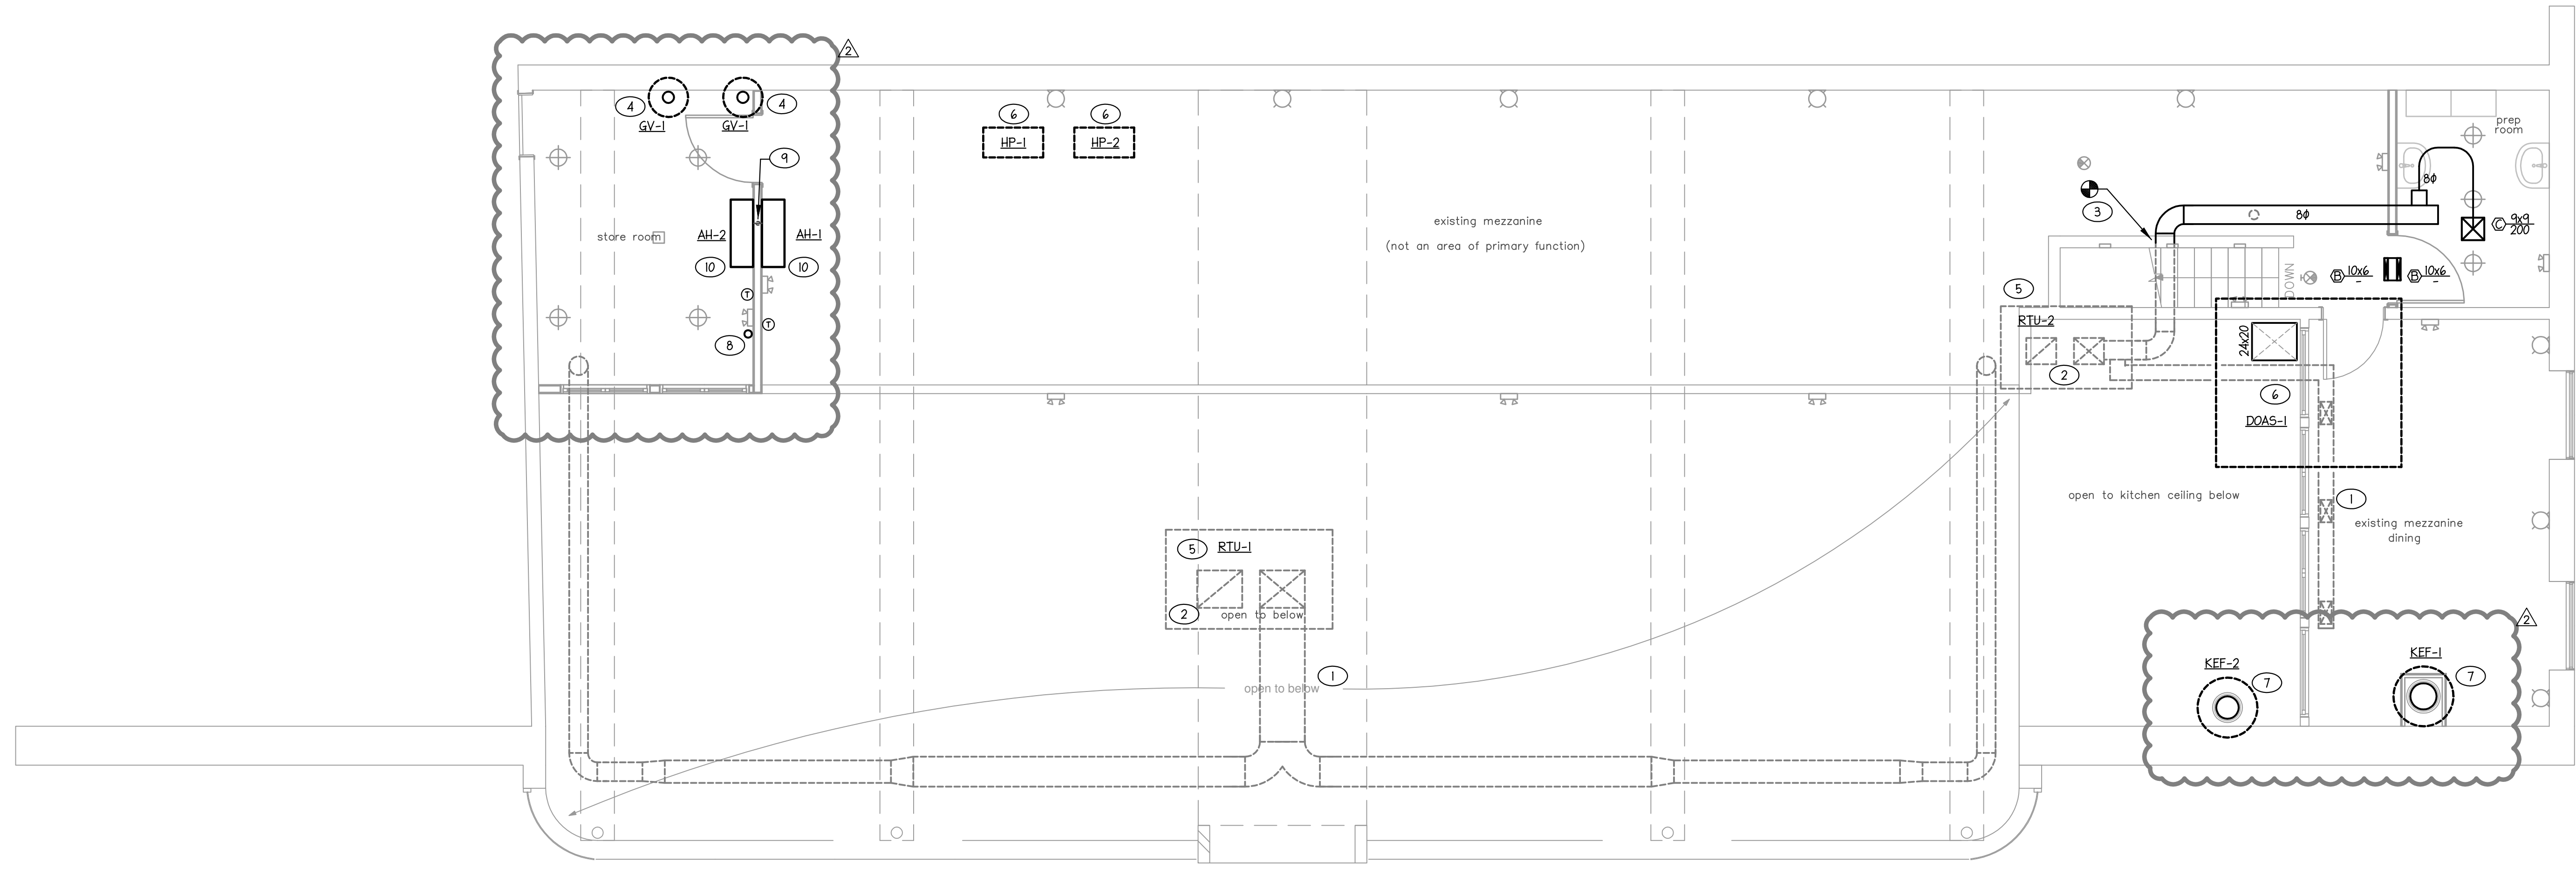 2
4
4
GV-1
GV-1
9
store room
AH-2
AH-1
10
10
T
T
8
6
6
HP-1
HP-2
existing mezzanine
(not an area of primary function)
3
8ϕ
8ϕ
prep
room
C 9x9
200
B 10x6
-
B 10x6
-
DOWN
5
RTU-2
2
24x20
6
DOAS-1
open to kitchen ceiling below
1
existing mezzanine
dining
5
RTU-1
2
open to below
1
open to below
2
KEF-2
7
KEF-1
7